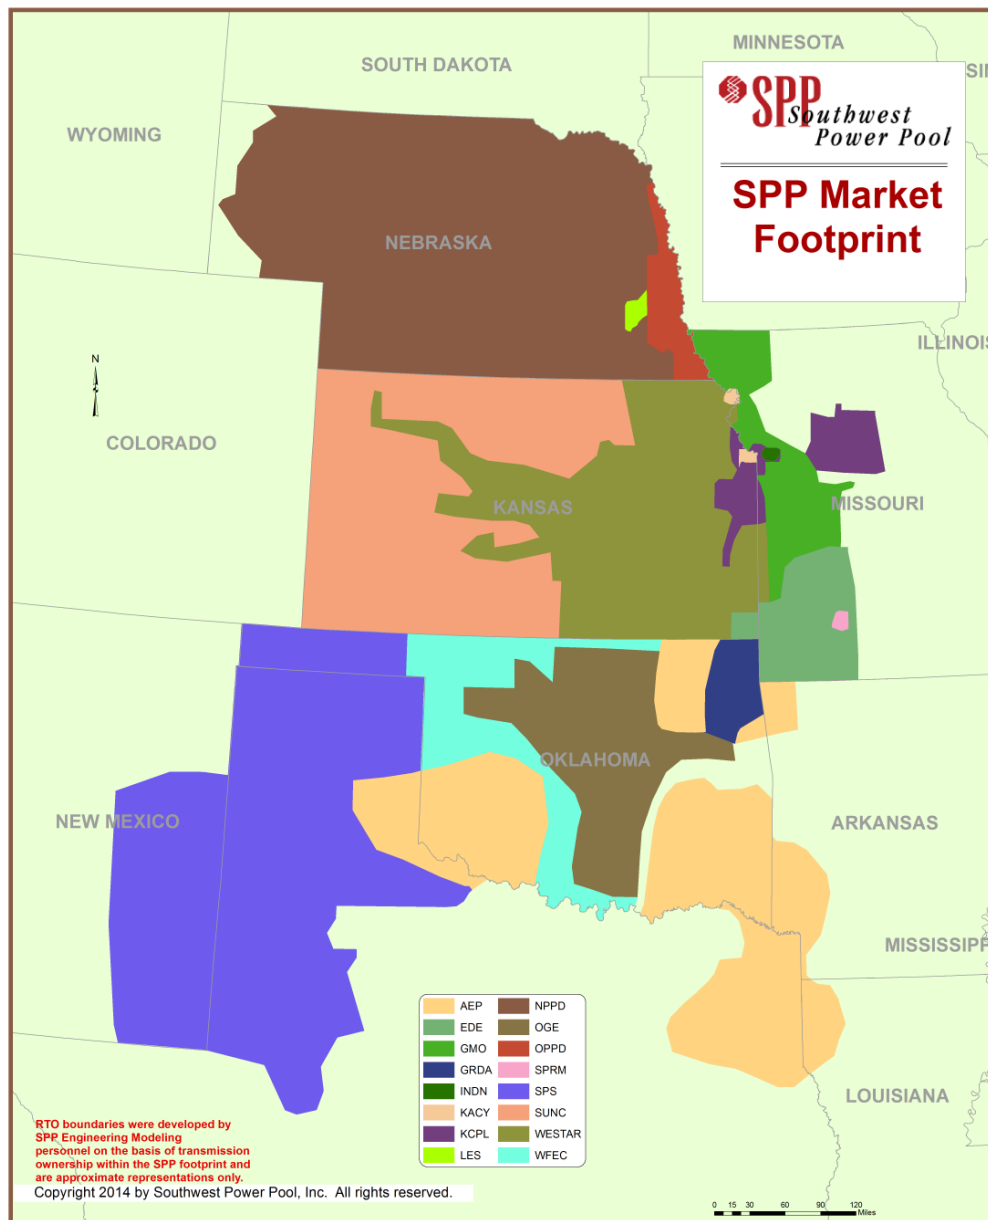 MINNESOTA
SOUTH DAKOTA
WYOMING
SPP Southwest
Power Pool
SPP Market
Footprint
NEBRASKA
ILLINOIS
N
COLORADO
KANSAS
MISSOURI
OKLAHOMA
NEW MEXICO
ARKANSAS
MISSISSIPP
LOUISIANA
AEP NPPD
EDE OGE
GMO OPPD
GRDA SPRM
INDN SPS
KACY SUNC
KCPL WESTAR
LES WFEC
RTO boundaries were developed by
SPP Engineering Modeling
personnel on the basis of transmission
ownership within the SPP footprint and
are approximate representations only.
Copyright 2014 by Southwest Power Pool, Inc. All rights reserved.
0 15 30 60 90 120
Miles